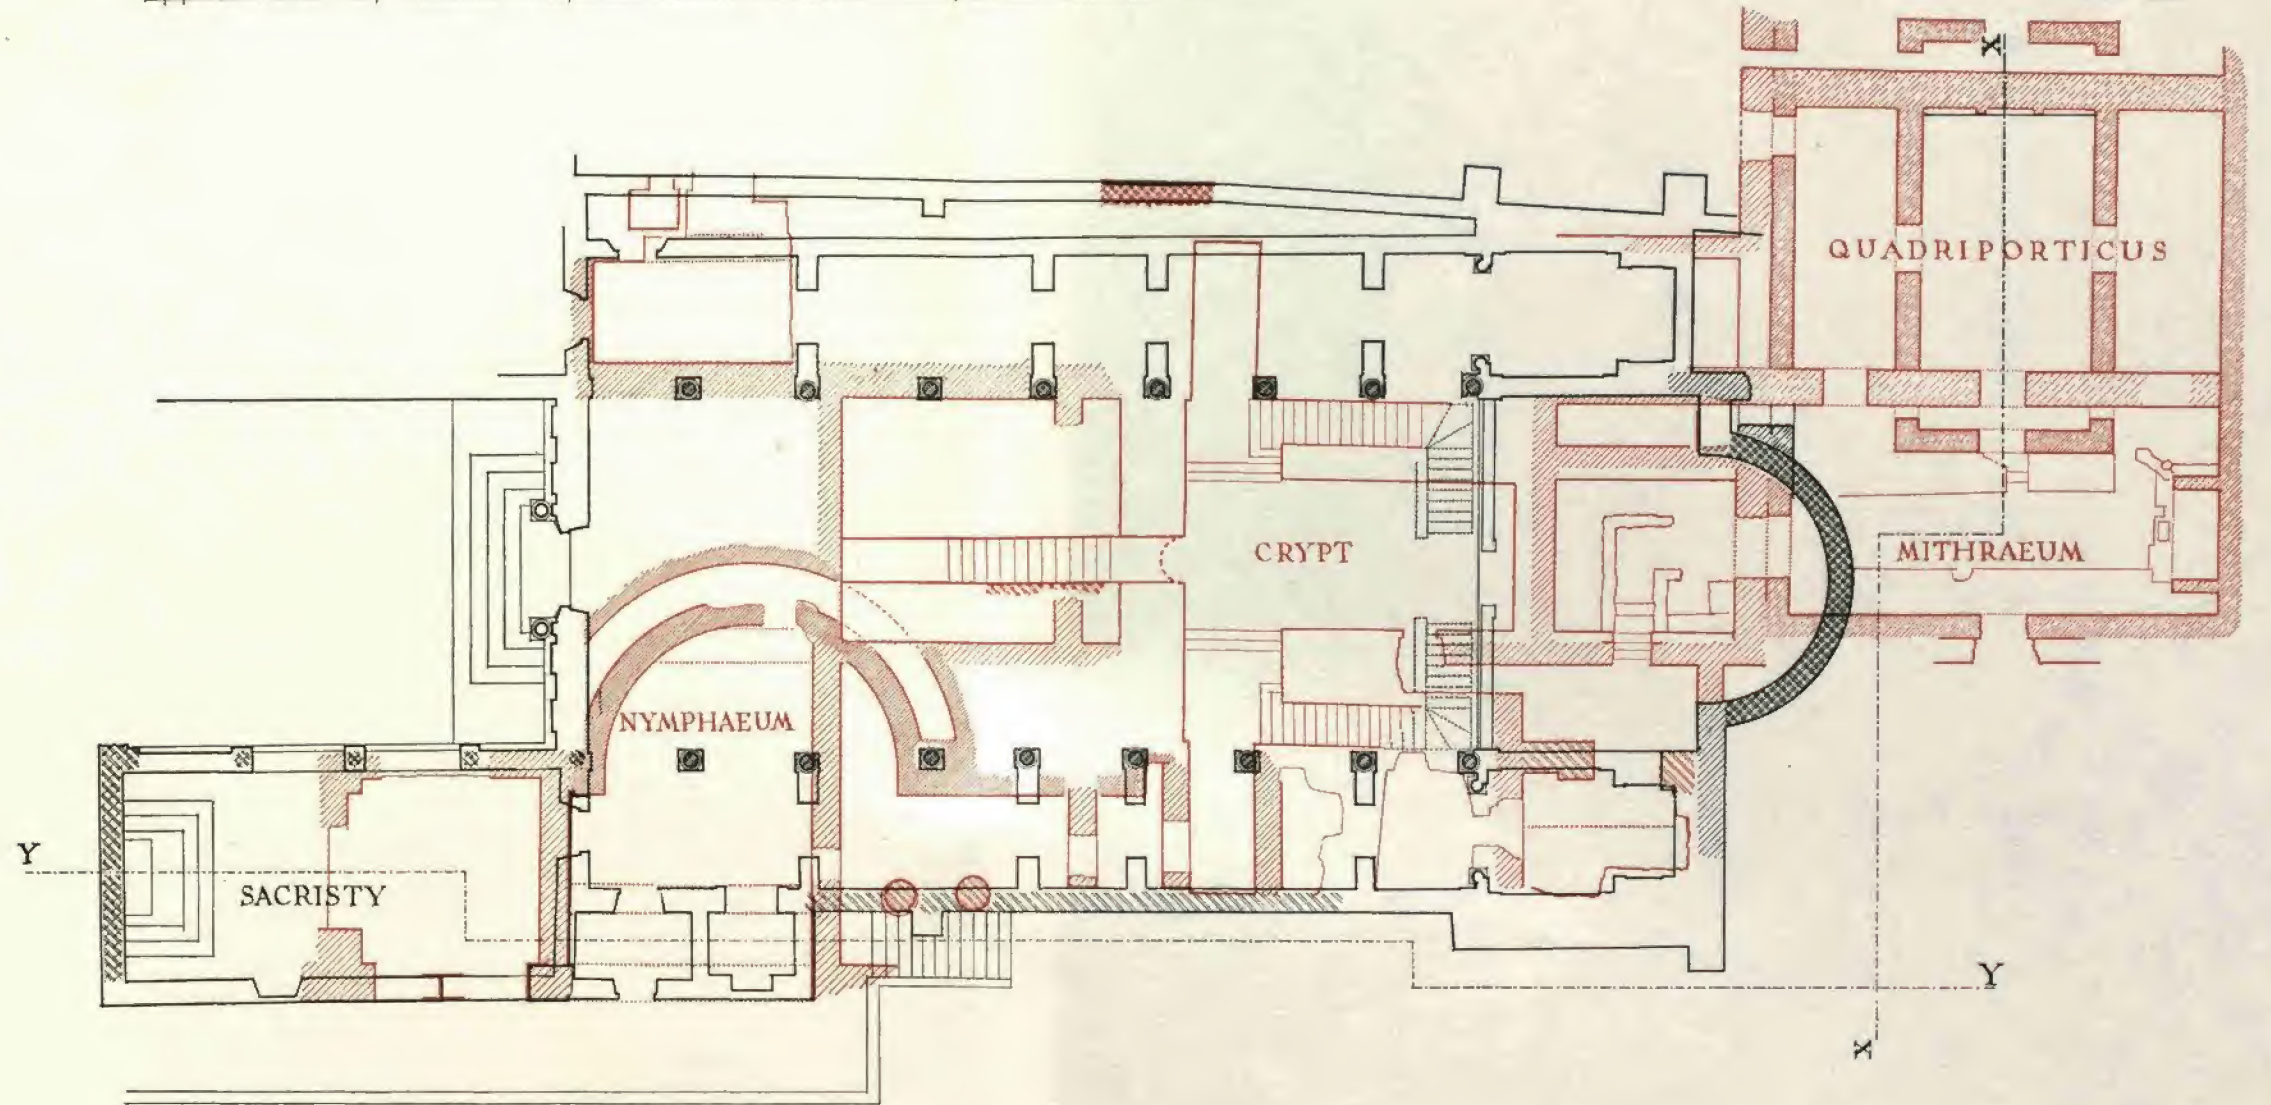 X
QUADRIPORTICUS
CRYPT
MITHRAEUM
NYMPHAEUM
Y
SACRISTY
Y
X